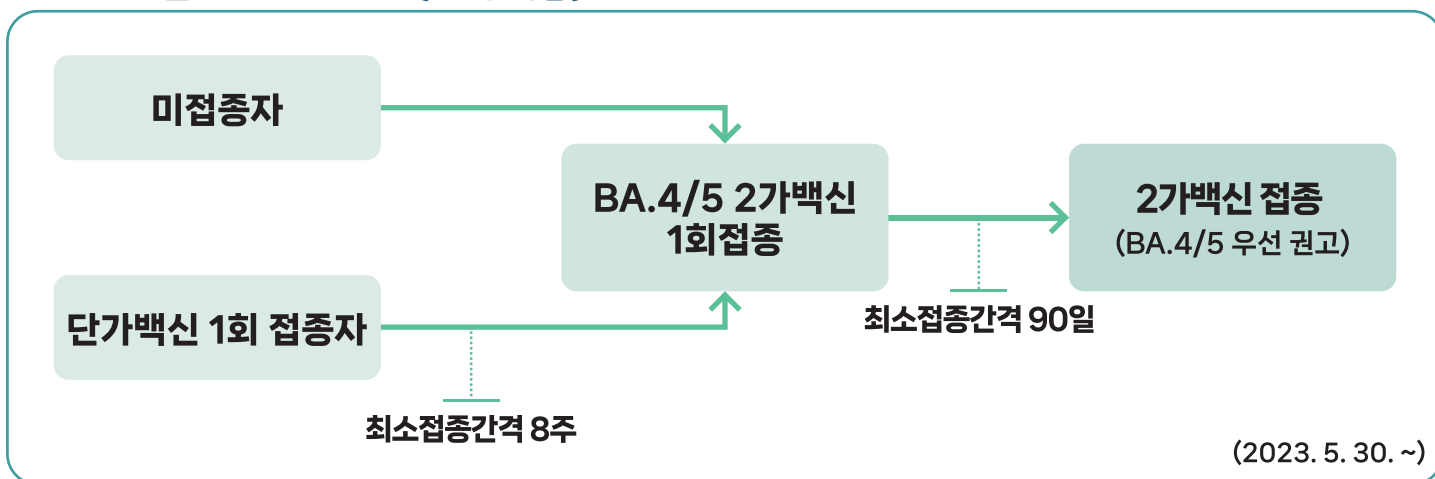 미접종자
BA.4/5 2가백신
1회접종
2가백신 접종
(BA.4/5 우선 권고)
단가백신 1회 접종자
최소접종간격 90일
최소접종간격 8주
(2023. 5. 30. ~)